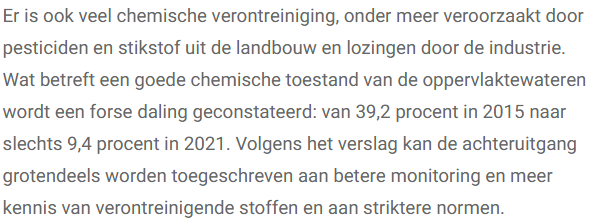 Er is ook veel chemische verontreiniging, onder meer veroorzaakt door
pesticiden en stikstof uit de landbouw en lozingen door de industrie.
Wat betreft een goede chemische toestand van de oppervlaktewateren
wordt een forse daling geconstateerd: van 39,2 procent in 2015 naar
slechts 9,4 procent in 2021. Volgens het verslag kan de achteruitgang
grotendeels worden toegeschreven aan betere monitoring en meer
kennis van verontreinigende stoffen en aan striktere normen.